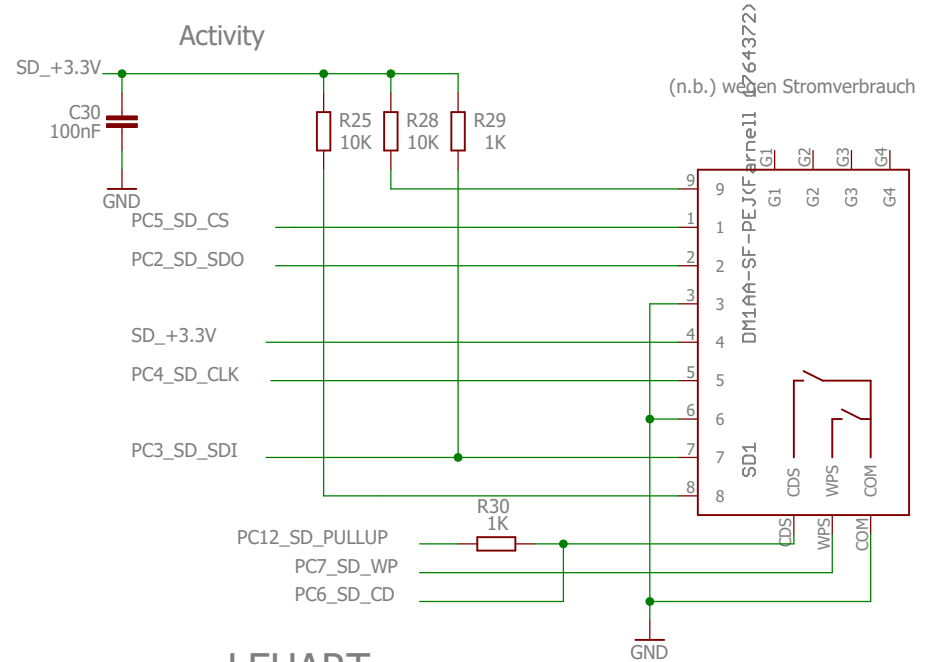 Activity
SD_+3.3V
(n.b.) wegen Stromverbrauch
C30
100nF
R25
10K
R28
10K
R29
1K
GND
G1
G2
G3
G4
G1
G2
G3
G4
DM1AA-SF-PEJ(Farnell 1764372)
9
9
PC5_SD_CS
1
1
PC2_SD_SDO
2
2
3
3
SD_+3.3V
4
4
PC4_SD_CLK
5
5
6
6
PC3_SD_SDI
7
7
SD1
8
8
CDS
WPS
COM
R30
1K
PC12_SD_PULLUP
CDS
WPS
COM
PC7_SD_WP
PC6_SD_CD
GND